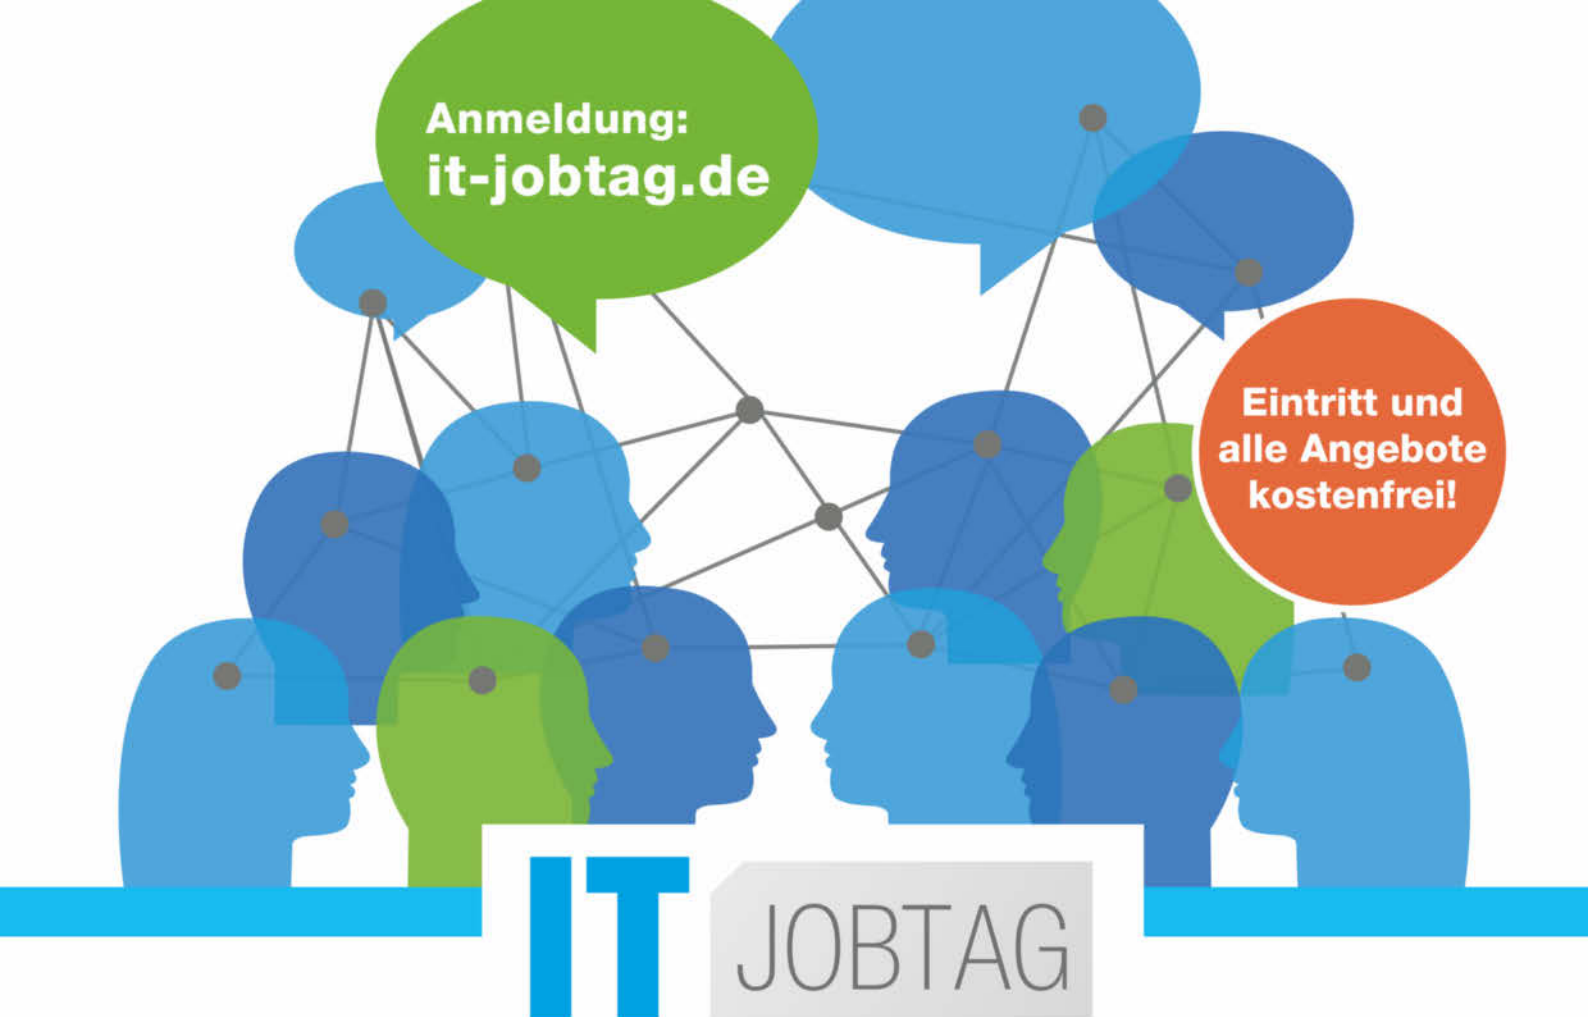 Anmeldung:
it-jobtag.de
Eintritt und
alle Angebote
kostenfrei!
IT JOBTAG